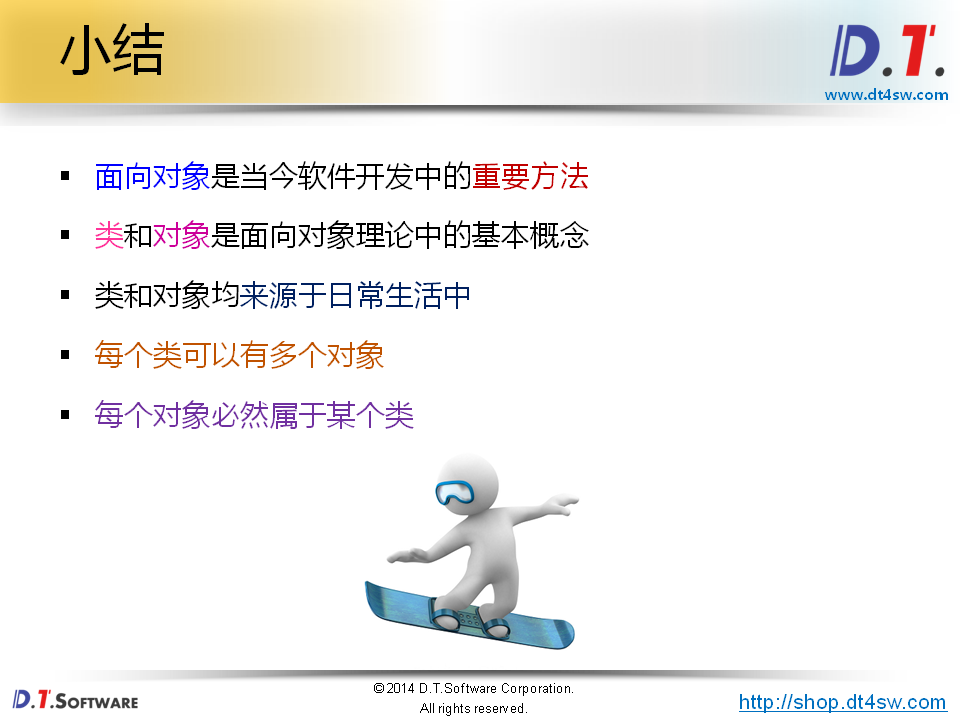 小结
D.T.
www.dt4sw.com
面向对象是当今软件开发中的重要方法
类和对象是面向对象理论中的基本概念
类和对象均来源于日常生活中
每个类可以有多个对象
每个对象必然属于某个类
D.T.SOFTWARE
©2014 D.T.Software Corporation.
All rights reserved.
http://shop.dt4sw.com